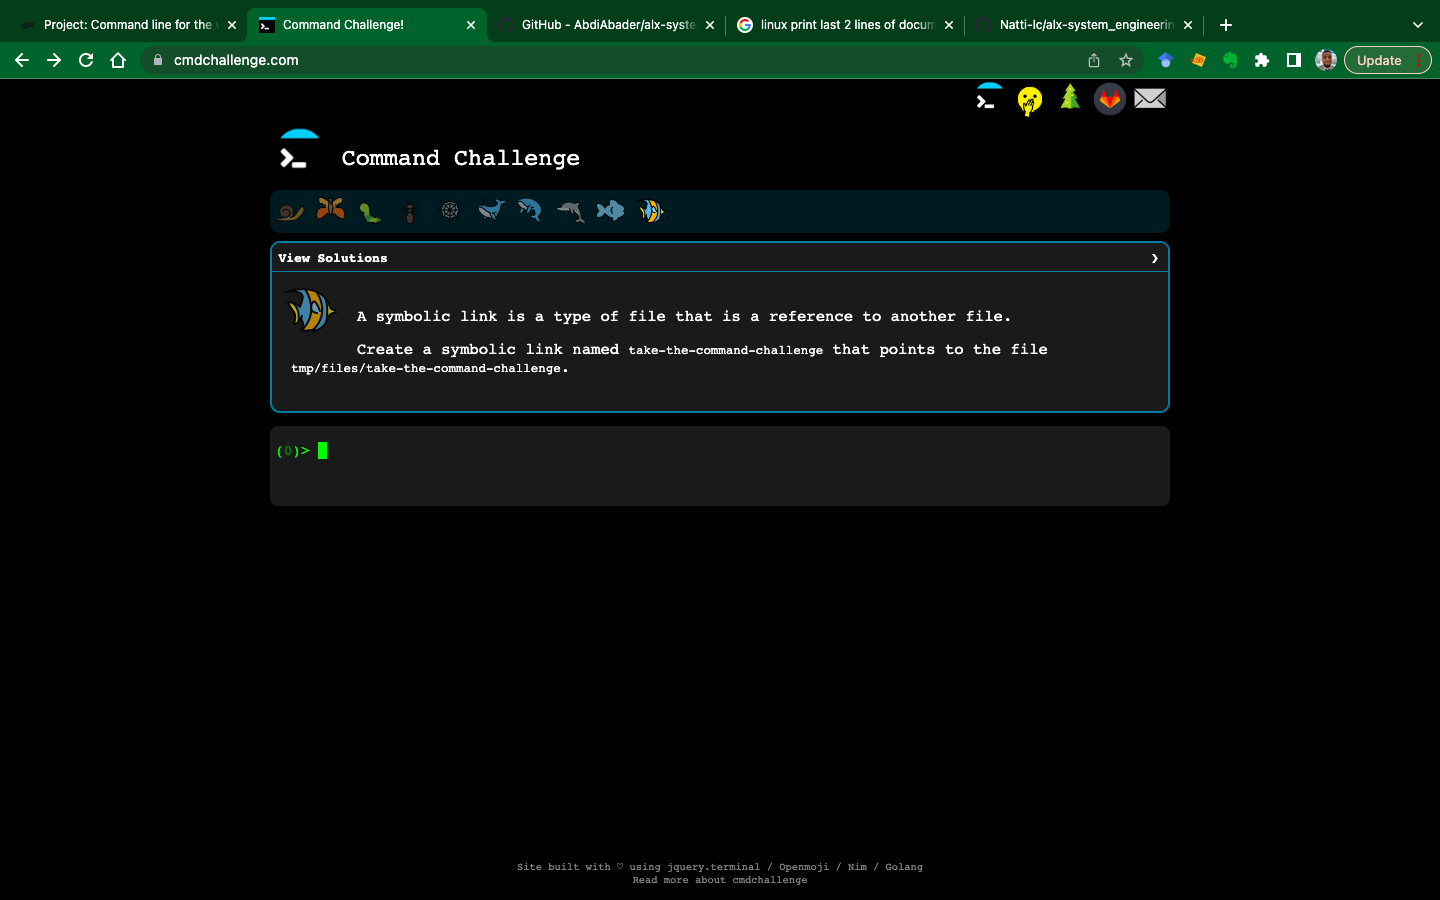 Project: Command line for the
Command Challenge!
GitHub - AbdiAbader/alx-syste
linux print last 2 lines of docum
Natti-lc/alx-system_engineerin
cmdchallenge.com
Update
Command Challenge
View Solutions
A symbolic link is a type of file that is a reference to another file.
Create a symbolic link named take-the-command-challenge that points to the file
tmp/files/take-the-command-challenge.
(0)>
Site built with ♡ using jquery.terminal / Openmoji / Nim / Golang
Read more about cmdchallenge